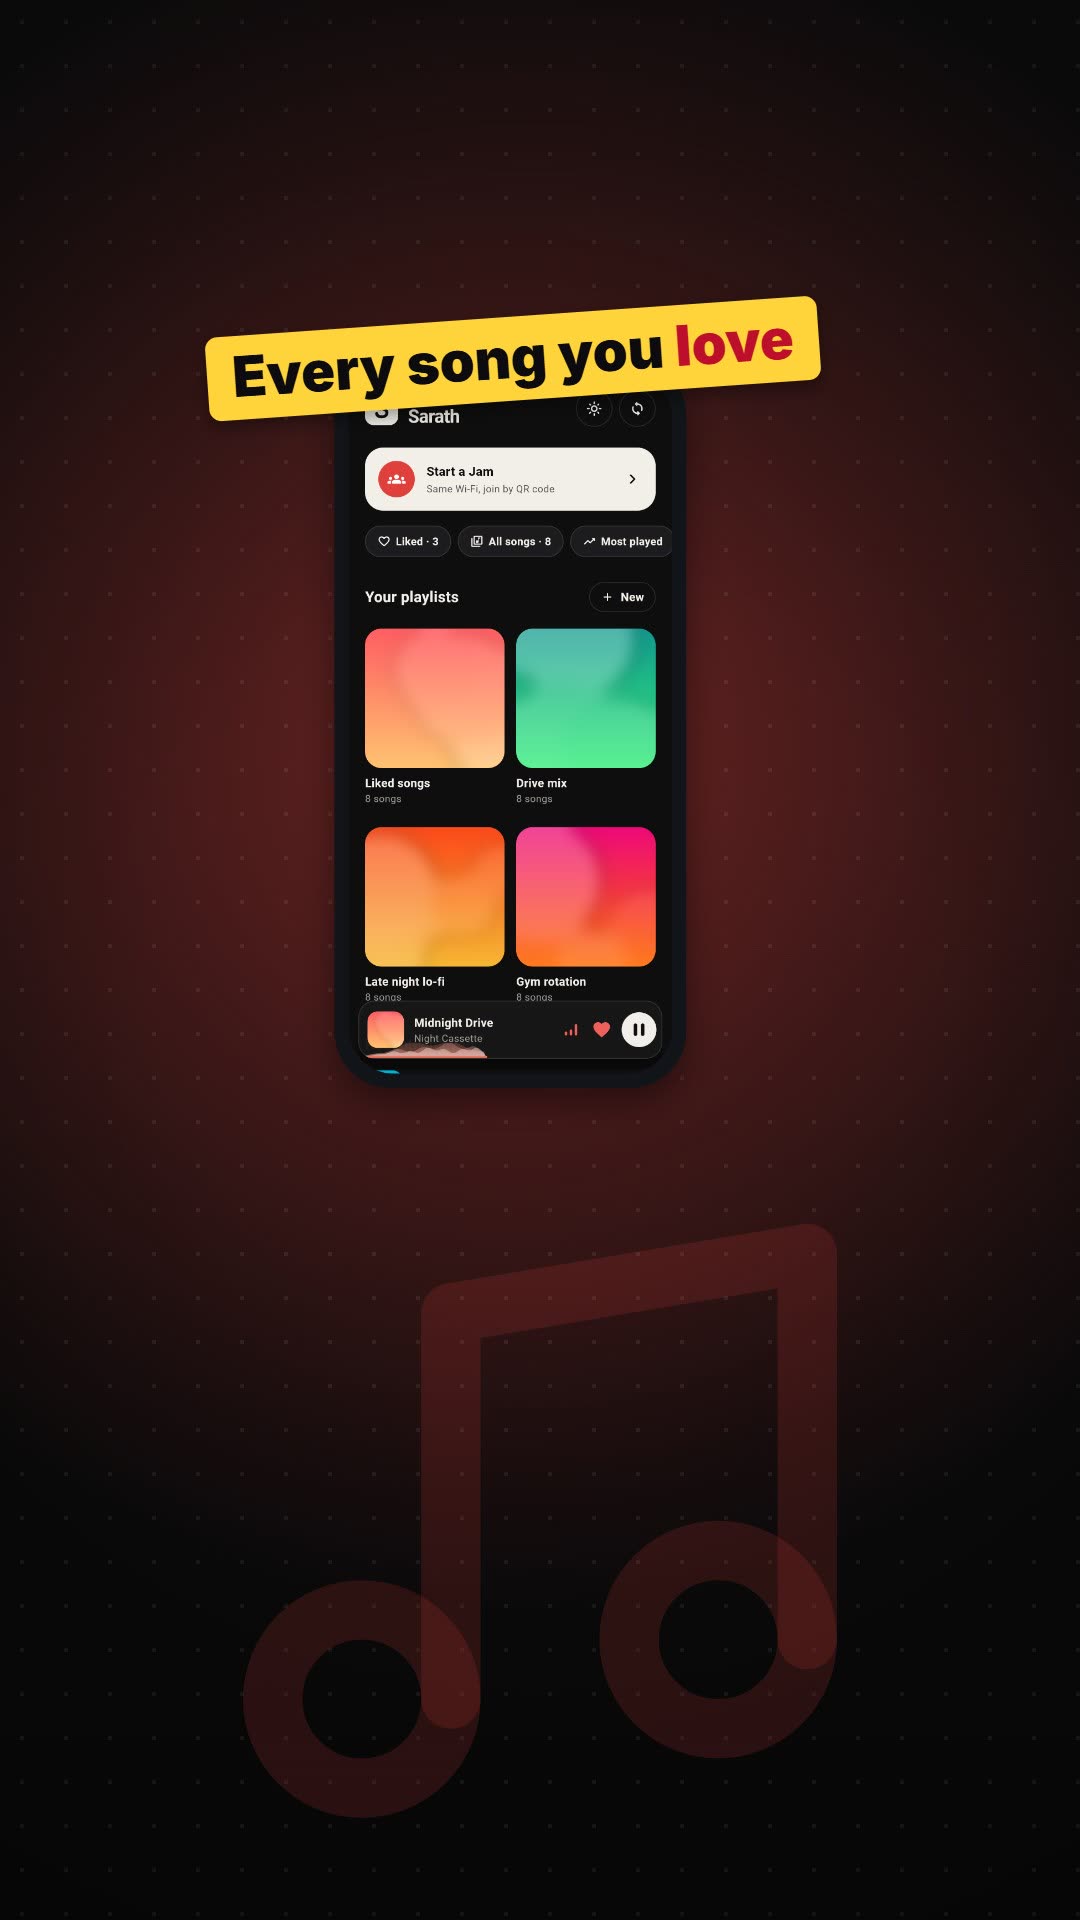 Every song you love
Sarath
Start a Jam
Same Wi-Fi, join by QR code
Liked · 3
All songs · 8
Most played
Your playlists
+ New
Liked songs
8 songs
Drive mix
8 songs
Late night lo-fi
8 songs
Gym rotation
8 songs
Midnight Drive
Night Cassette